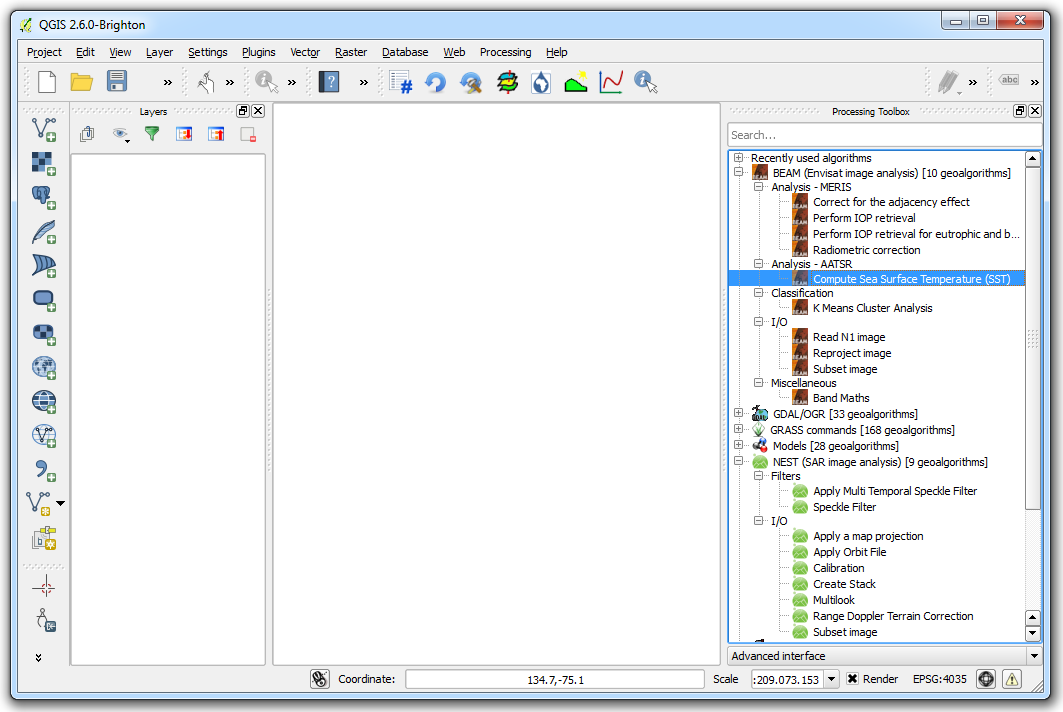 QGIS 2.6.0-Brighton
Project Edit View Layer Settings Plugins Vector Raster Database Web Processing Help
abc
Layers
Processing Toolbox
Search...
Recently used algorithms
BEAM (Envisat image analysis) [10 geoalgorithms]
Analysis - MERIS
Correct for the adjacency effect
Perform IOP retrieval
Perform IOP retrieval for eutrophic and b...
Radiometric correction
Analysis - AATSR
Compute Sea Surface Temperature (SST)
Classification
K Means Cluster Analysis
I/O
Read N1 image
Reproject image
Subset image
Miscellaneous
Band Maths
GDAL/OGR [33 geoalgorithms]
GRASS commands [168 geoalgorithms]
Models [28 geoalgorithms]
NEST (SAR image analysis) [9 geoalgorithms]
Filters
Apply Multi Temporal Speckle Filter
Speckle Filter
I/O
Apply a map projection
Apply Orbit File
Calibration
Create Stack
Multilook
Range Doppler Terrain Correction
Subset image
Advanced interface
Coordinate: 134.7,-75.1 Scale :209.073.153 Render EPSG:4035